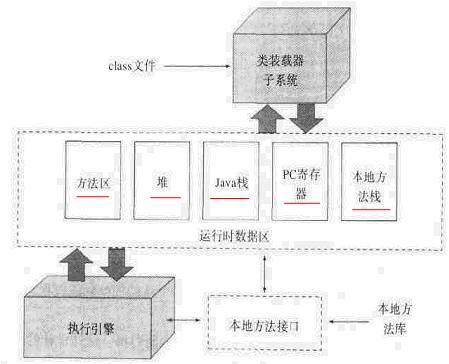 class文件
类装载器
子系统
方法区
堆
Java栈
PC寄存
器
本地方
法栈
运行时数据区
执行引擎
本地方法接口
本地方
法库